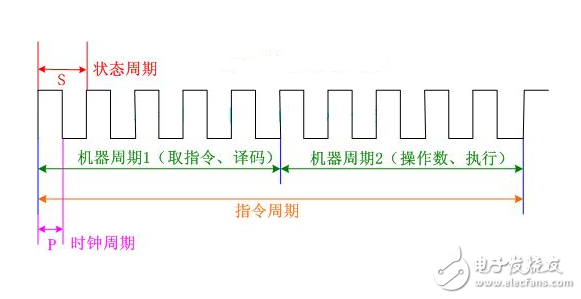 状态周期
S
机器周期1（取指令、译码）
机器周期2（操作数、执行）
指令周期
P
时钟周期
电子发烧友
www.elecfans.com